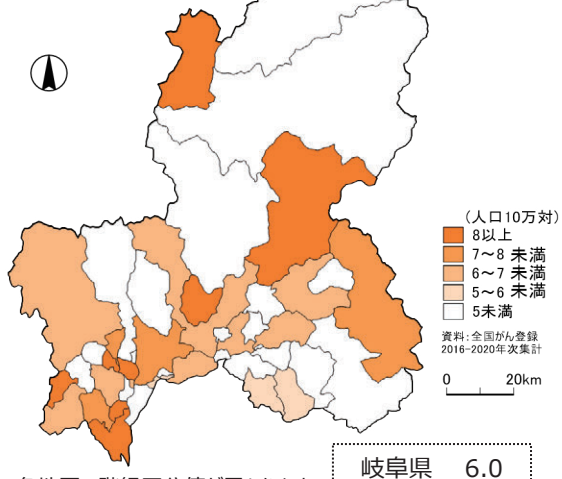 (人口10万対)
8以上
7～8 未満
6～7 未満
5～6 未満
5未満
資料:全国がん登録
2016-2020年次集計
0 20km
岐阜県 6.0